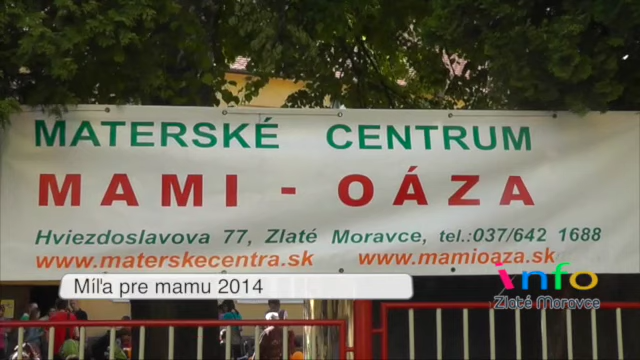 MATERSKÉ CENTRUM
MAMI - OÁZA
Hviezdoslavova 77, Zlaté Moravce, tel.:037/642 1688
www.materskecentra.sk www.mamioaza.sk
Míľa pre mamu 2014
Info
Zlaté Moravce